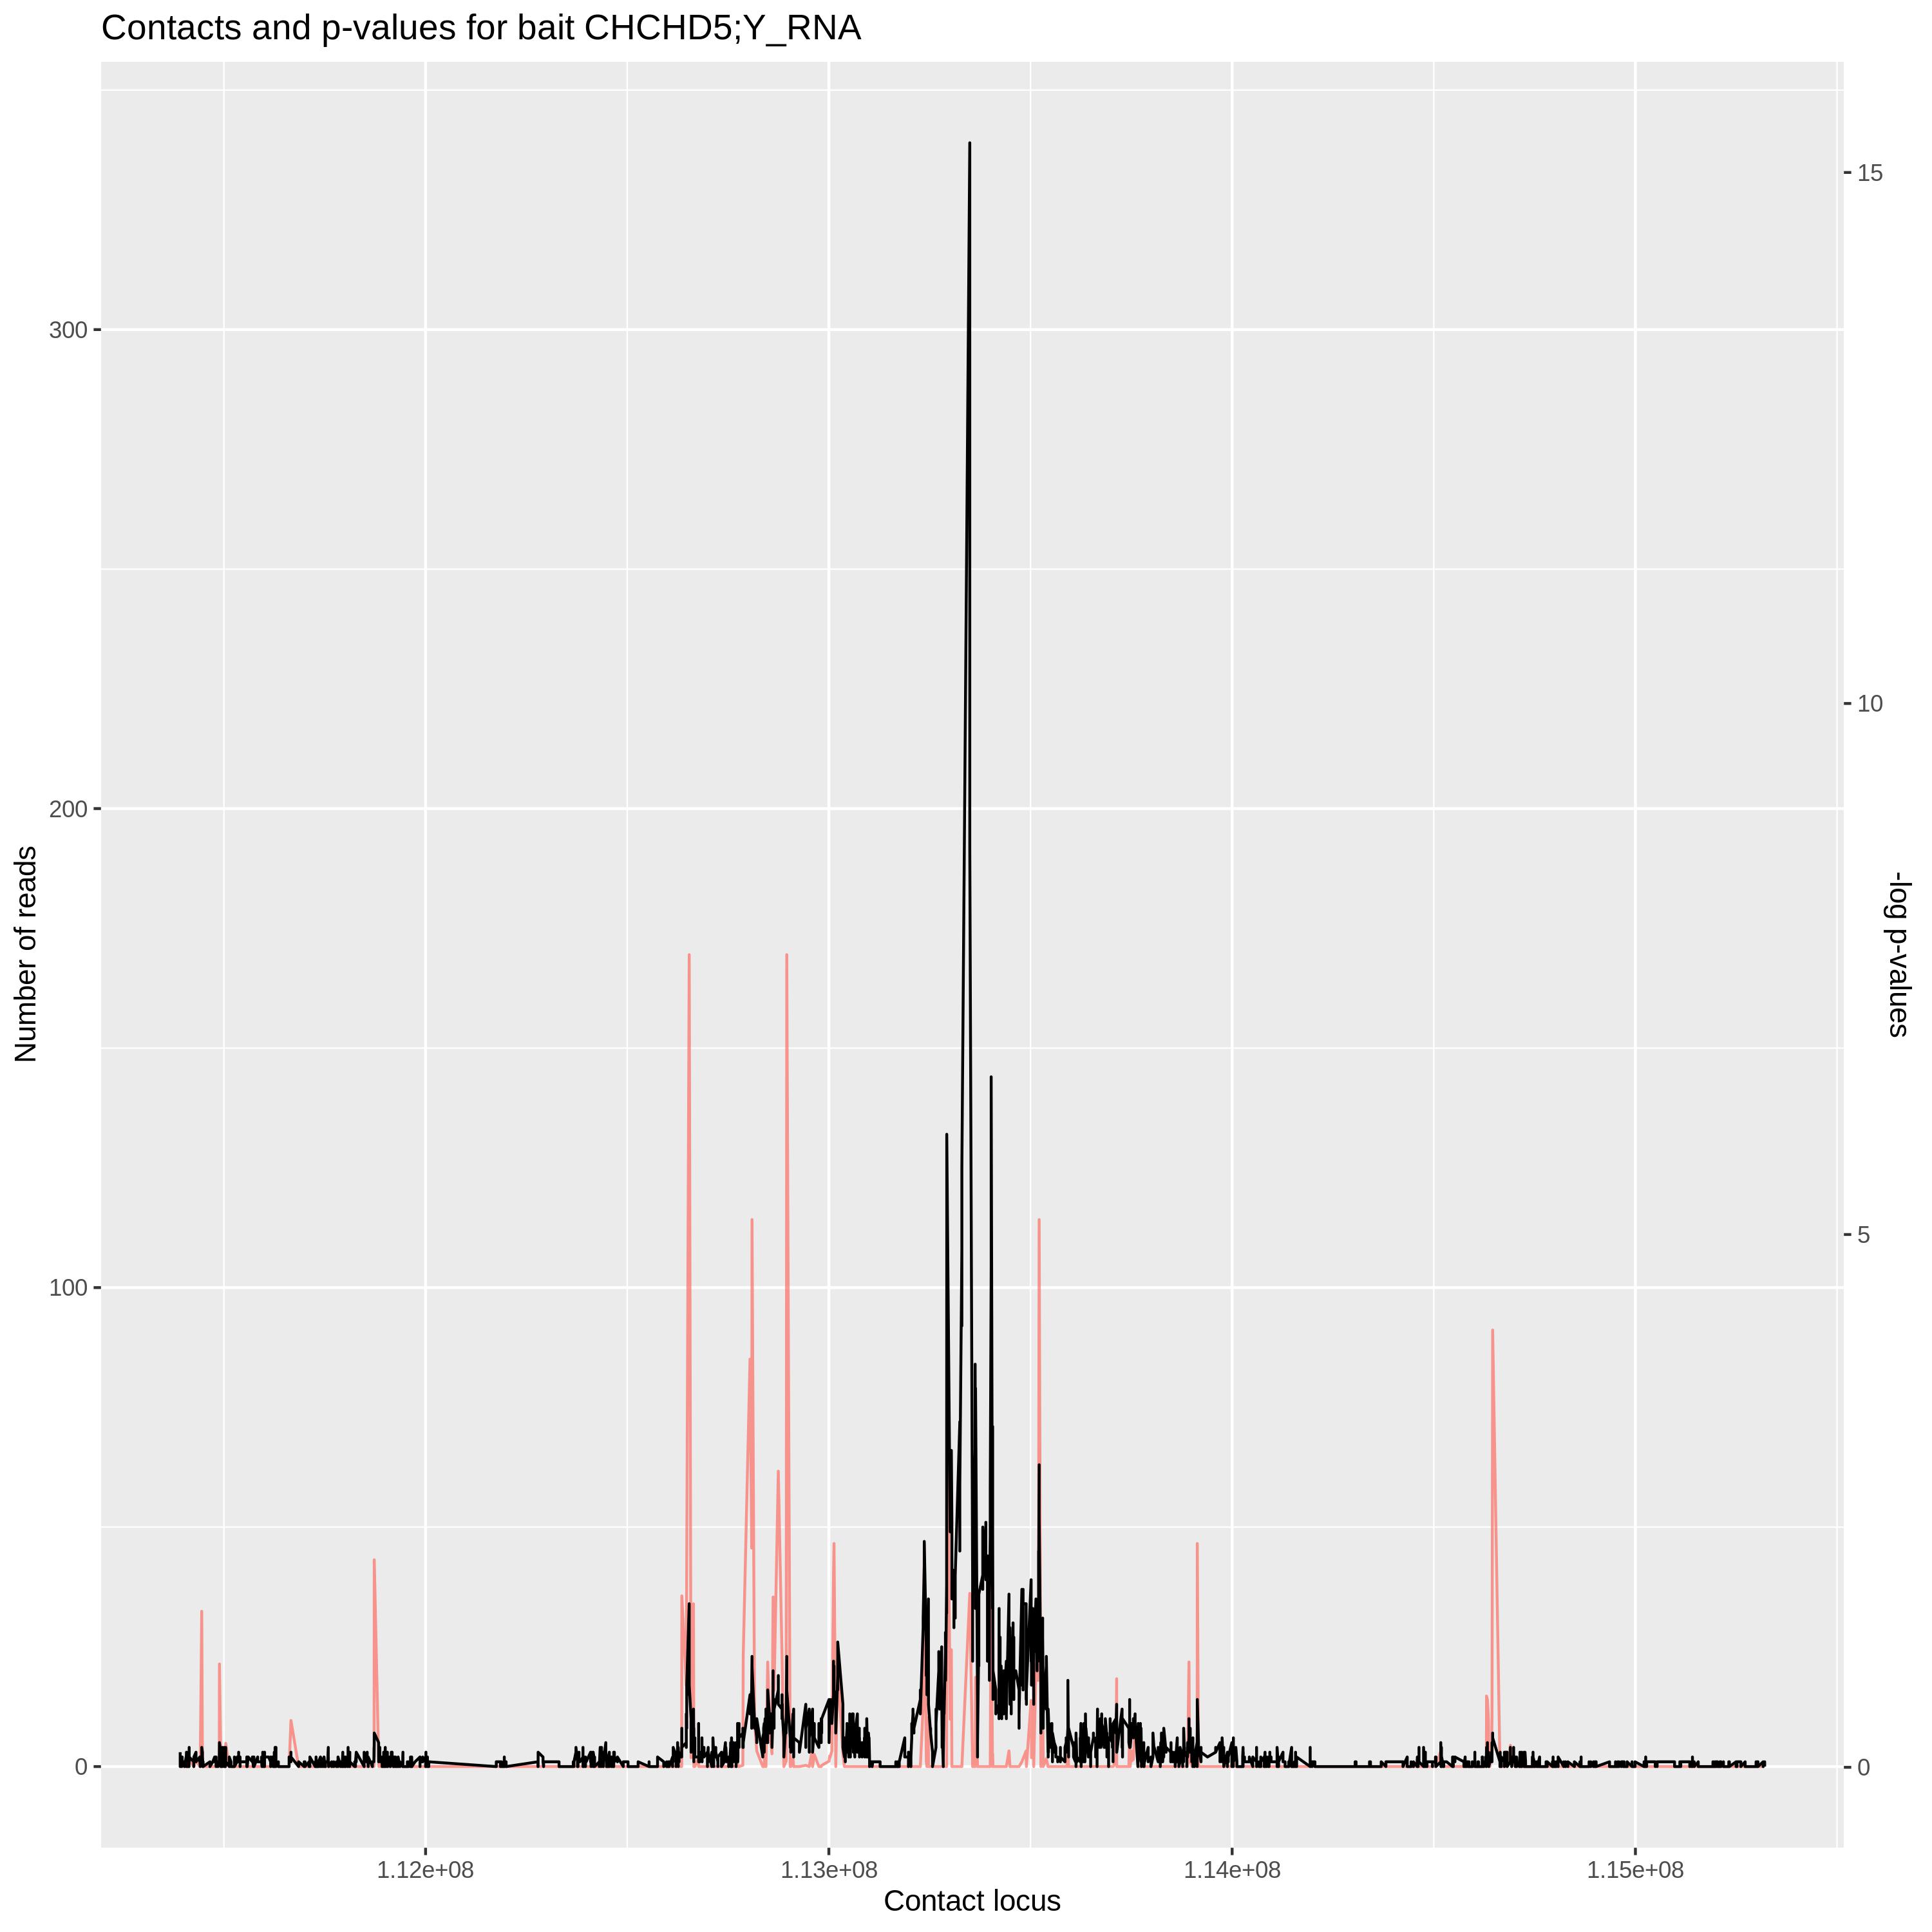 Contacts and p-values for bait CHCHD5;Y_RNA
15
300
10
200
Number of reads
-log p-values
5
100
0
0
1.12e+08
1.13e+08
1.14e+08
1.15e+08
Contact locus